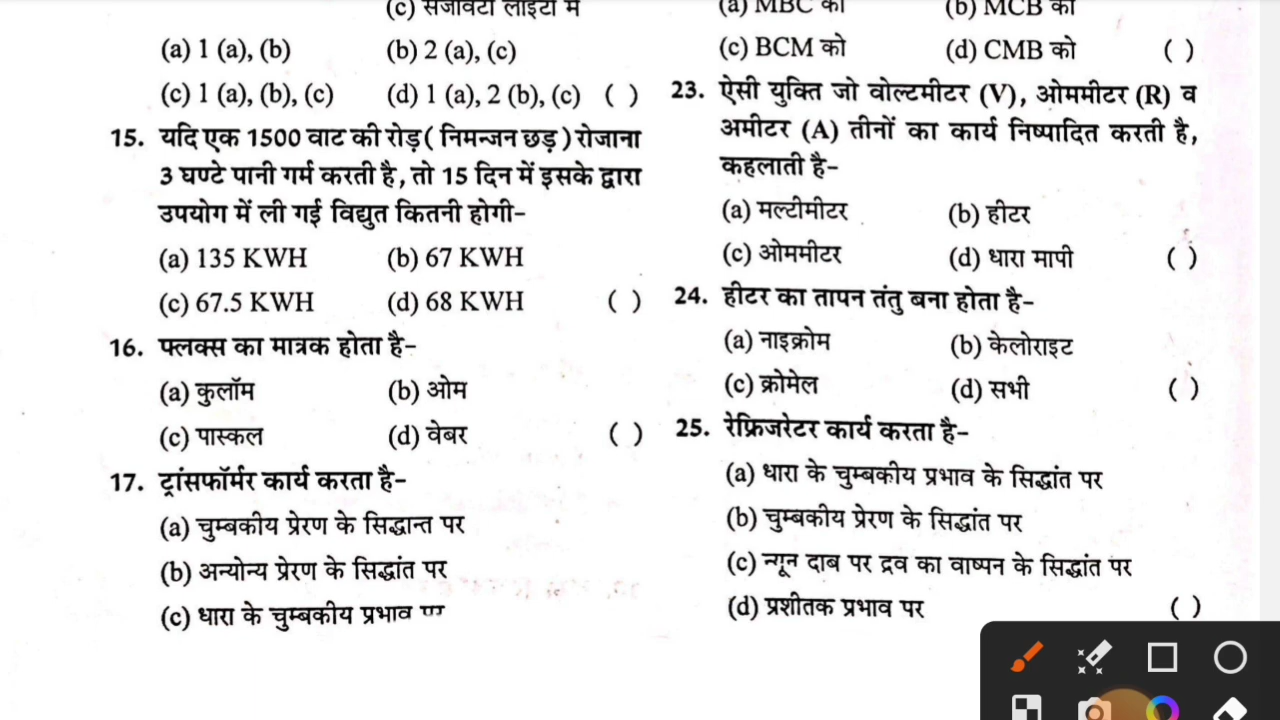 (c) सजावटी लाइटों में
(a) 1 (a), (b) (b) 2 (a), (c)
(c) 1 (a), (b), (c) (d) 1 (a), 2 (b), (c) ( )
15. यदि एक 1500 वाट की रोड़ ( निमन्जन छड़ ) रोजाना
3 घण्टे पानी गर्म करती है, तो 15 दिन में इसके द्वारा
उपयोग में ली गई विद्युत कितनी होगी-
(a) 135 KWH (b) 67 KWH
(c) 67.5 KWH (d) 68 KWH ( )
16. फ्लक्स का मात्रक होता है-
(a) कुलॉम (b) ओम
(c) पास्कल (d) वेबर ( )
17. ट्रांसफॉर्मर कार्य करता है-
(a) चुम्बकीय प्रेरण के सिद्धान्त पर
(b) अन्योन्य प्रेरण के सिद्धांत पर
(c) धारा के चुम्बकीय प्रभाव पर
(a) MBC को (b) MCB को
(c) BCM को (d) CMB को ( )
23. ऐसी युक्ति जो वोल्टमीटर (V), ओममीटर (R) व
अमीटर (A) तीनों का कार्य निष्पादित करती है,
कहलाती है-
(a) मल्टीमीटर (b) हीटर
(c) ओममीटर (d) धारा मापी ( )
24. हीटर का तापन तंतु बना होता है-
(a) नाइक्रोम (b) केलोराइट
(c) क्रोमेल (d) सभी ( )
25. रेफ्रिजरेटर कार्य करता है-
(a) धारा के चुम्बकीय प्रभाव के सिद्धांत पर
(b) चुम्बकीय प्रेरण के सिद्धांत पर
(c) न्यून दाब पर द्रव का वाष्पन के सिद्धांत पर
(d) प्रशीतक प्रभाव पर ( )